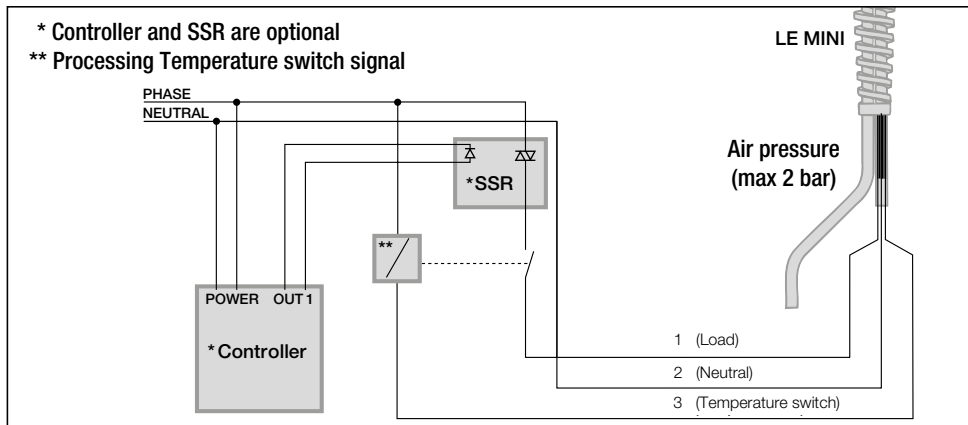 * Controller and SSR are optional
** Processing Temperature switch signal
LE MINI
PHASE
NEUTRAL
Air pressure
(max 2 bar)
*SSR
**
POWER OUT 1
*Controller
1 (Load)
2 (Neutral)
3 (Temperature switch)